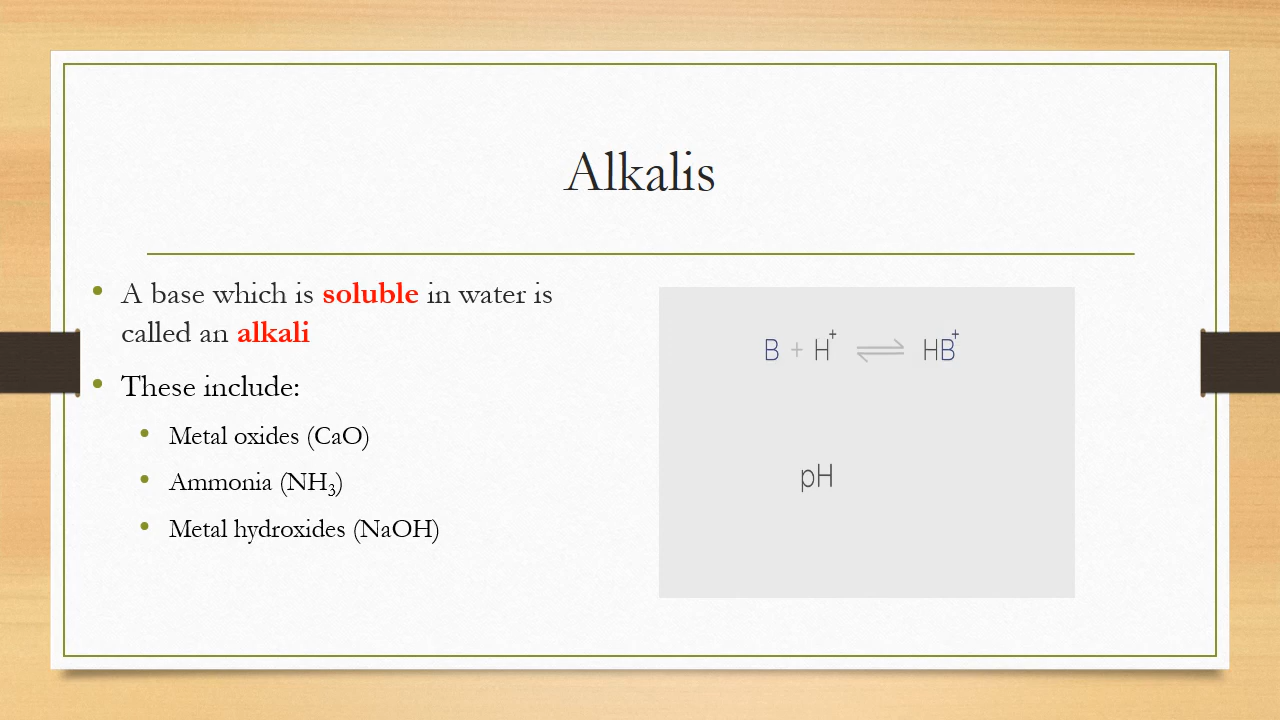 Alkalis
A base which is soluble in water is
called an alkali
These include:
Metal oxides (CaO)
Ammonia (NH₃)
Metal hydroxides (NaOH)
B + H⁺ ⇌ HB⁺
pH